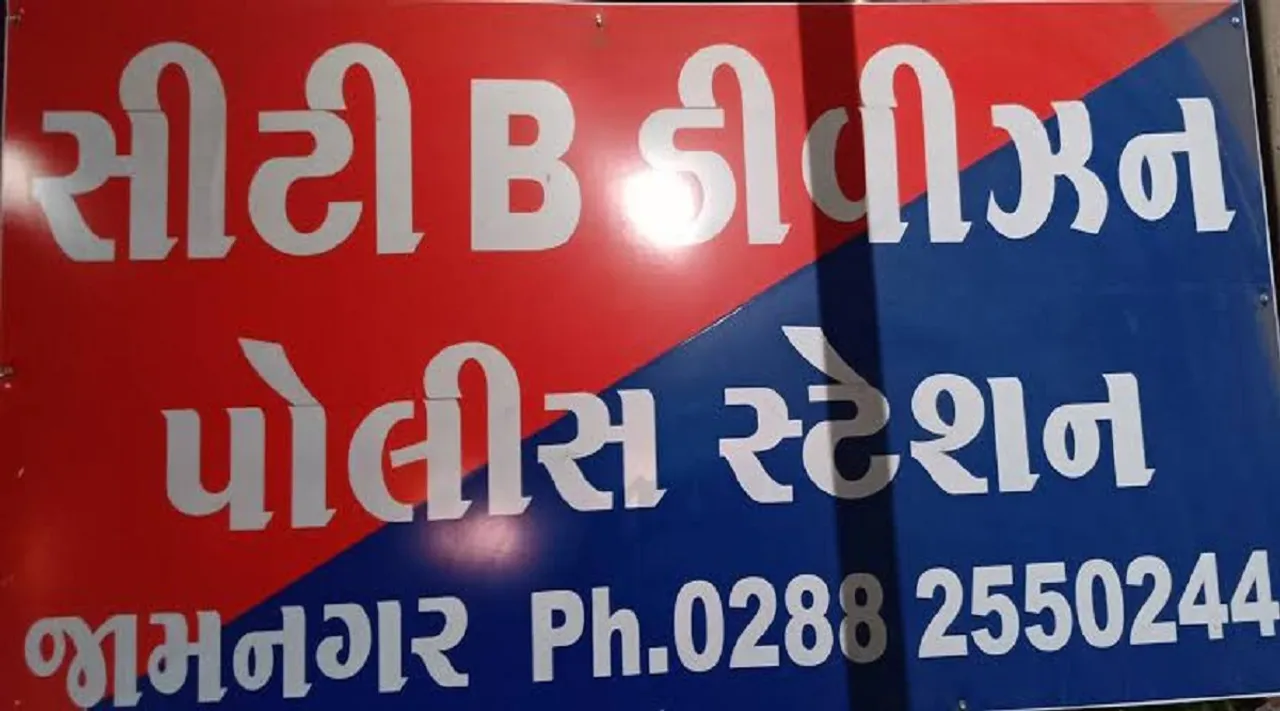 સીટી B ડીવીઝન
પોલીસ સ્ટેશન
જામનગર Ph.0288 2550244